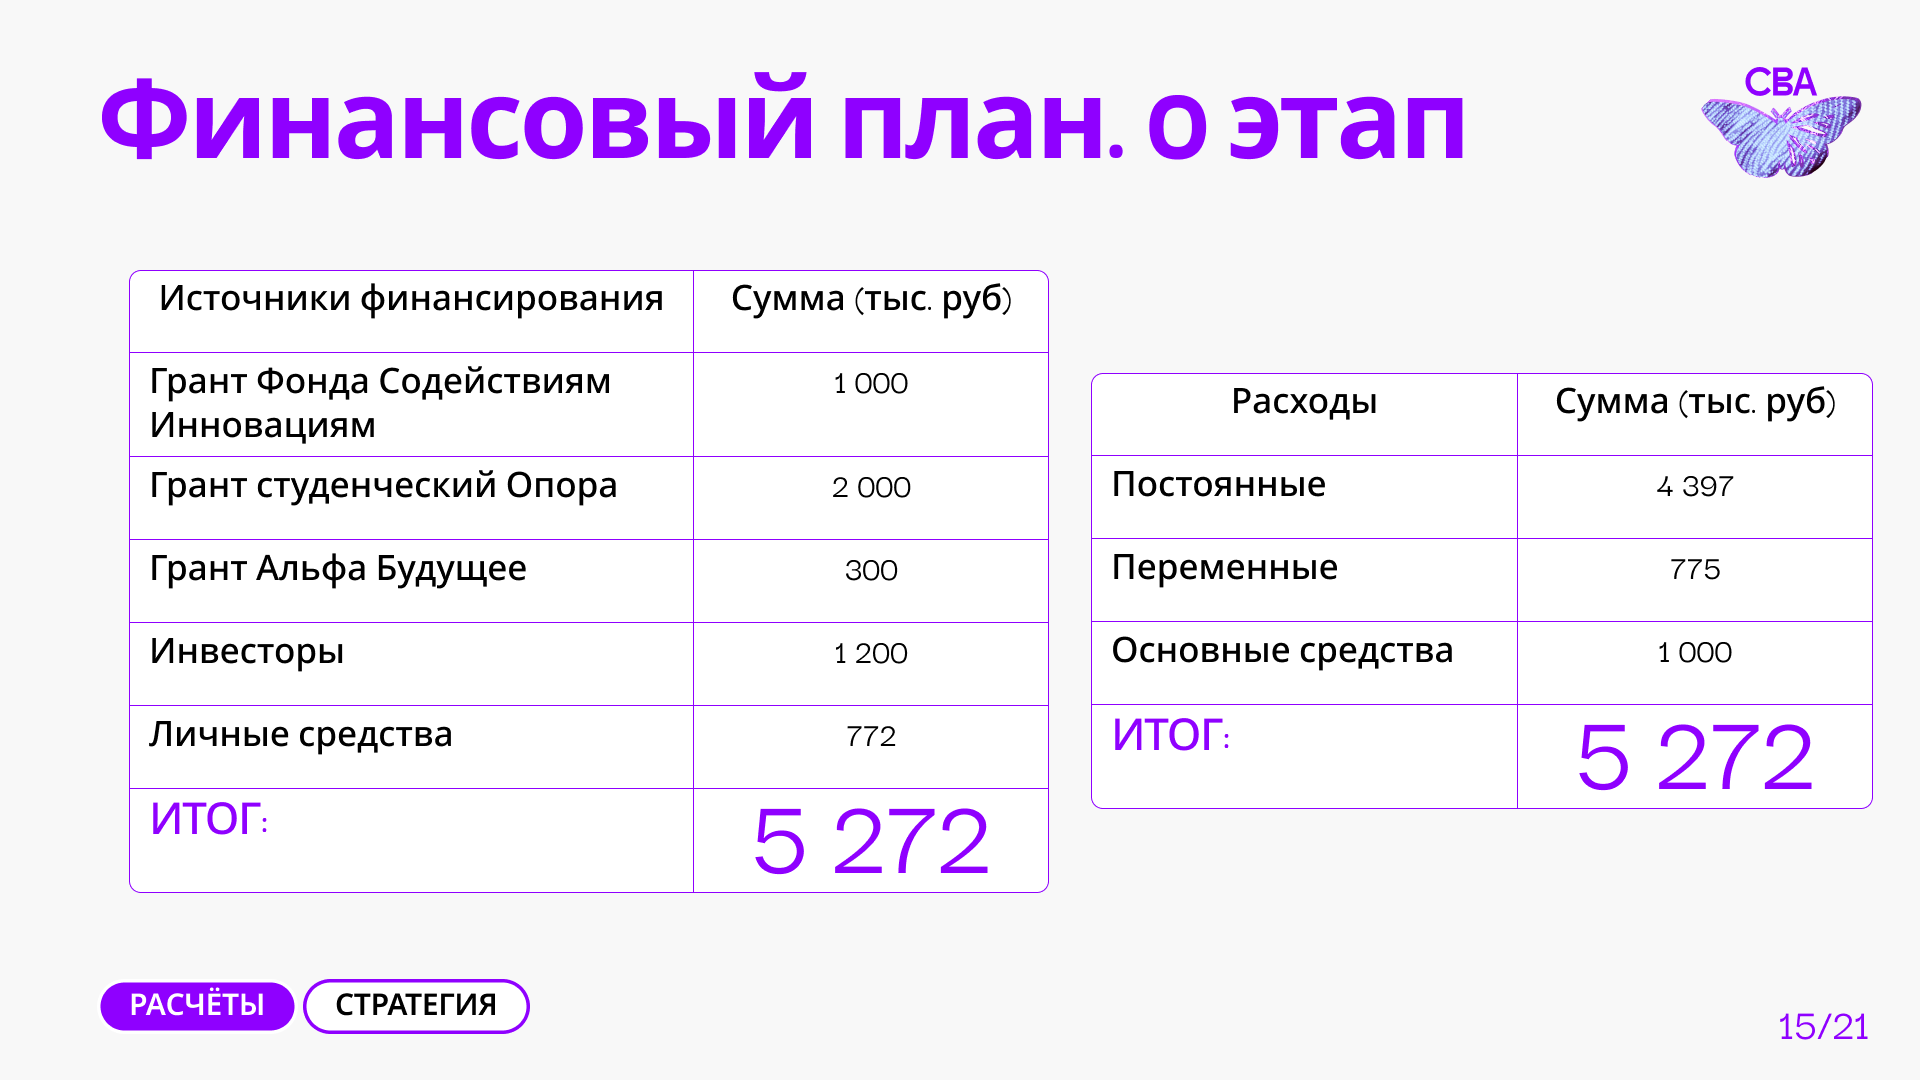 Финансовый план. 0 этап
СВА
Источники финансирования Сумма (тыс. руб)
Грант Фонда Содействиям
Инновациям
1 000
Грант студенческий Опора 2 000
Грант Альфа Будущее 300
Инвесторы 1 200
Личные средства 772
ИТОГ: 5 272
Расходы Сумма (тыс. руб)
Постоянные 4 397
Переменные 775
Основные средства 1 000
ИТОГ: 5 272
РАСЧЁТЫ СТРАТЕГИЯ
15/21